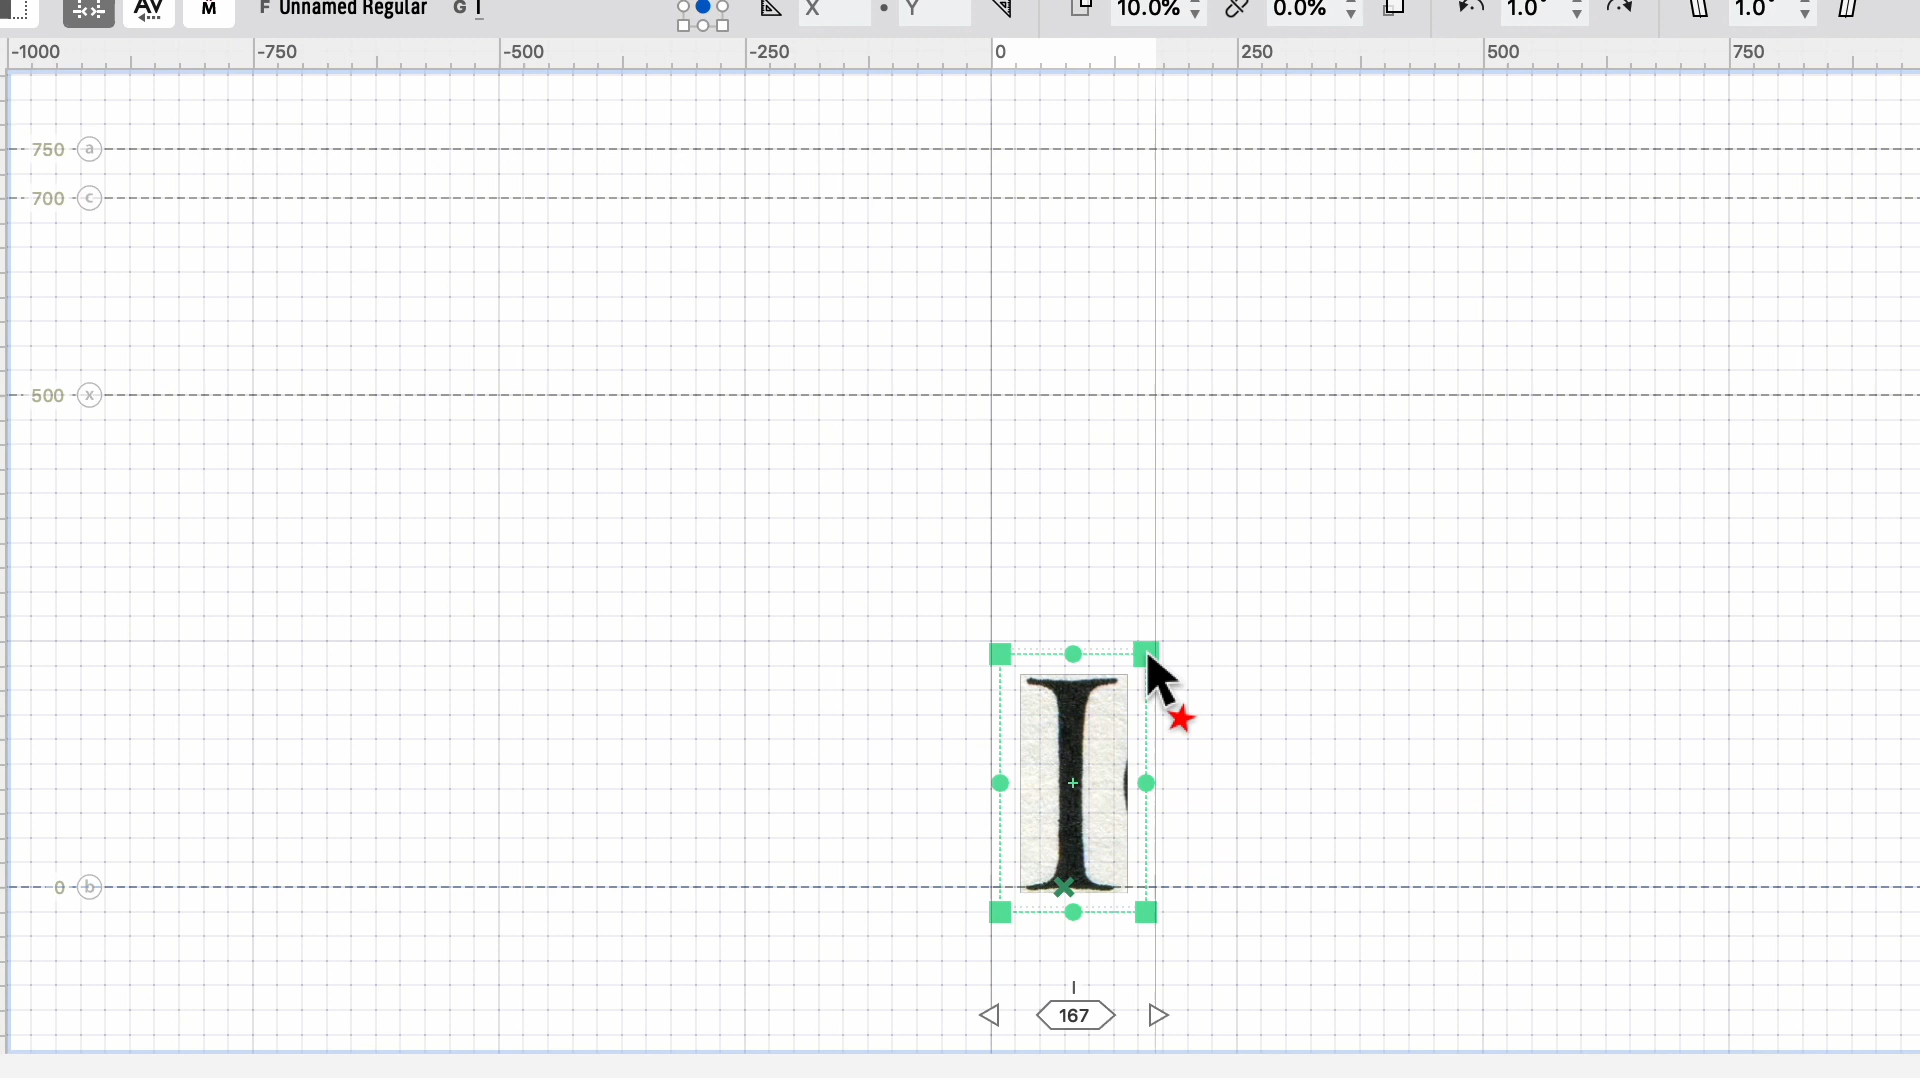 AV M F Unnamed Regular G I X • Y 10.0% 0.0% 1.0° 1.0°
-1000 -750 -500 -250 0 250 500 750
750 a
700 c
500 x
I
0 b
I
167